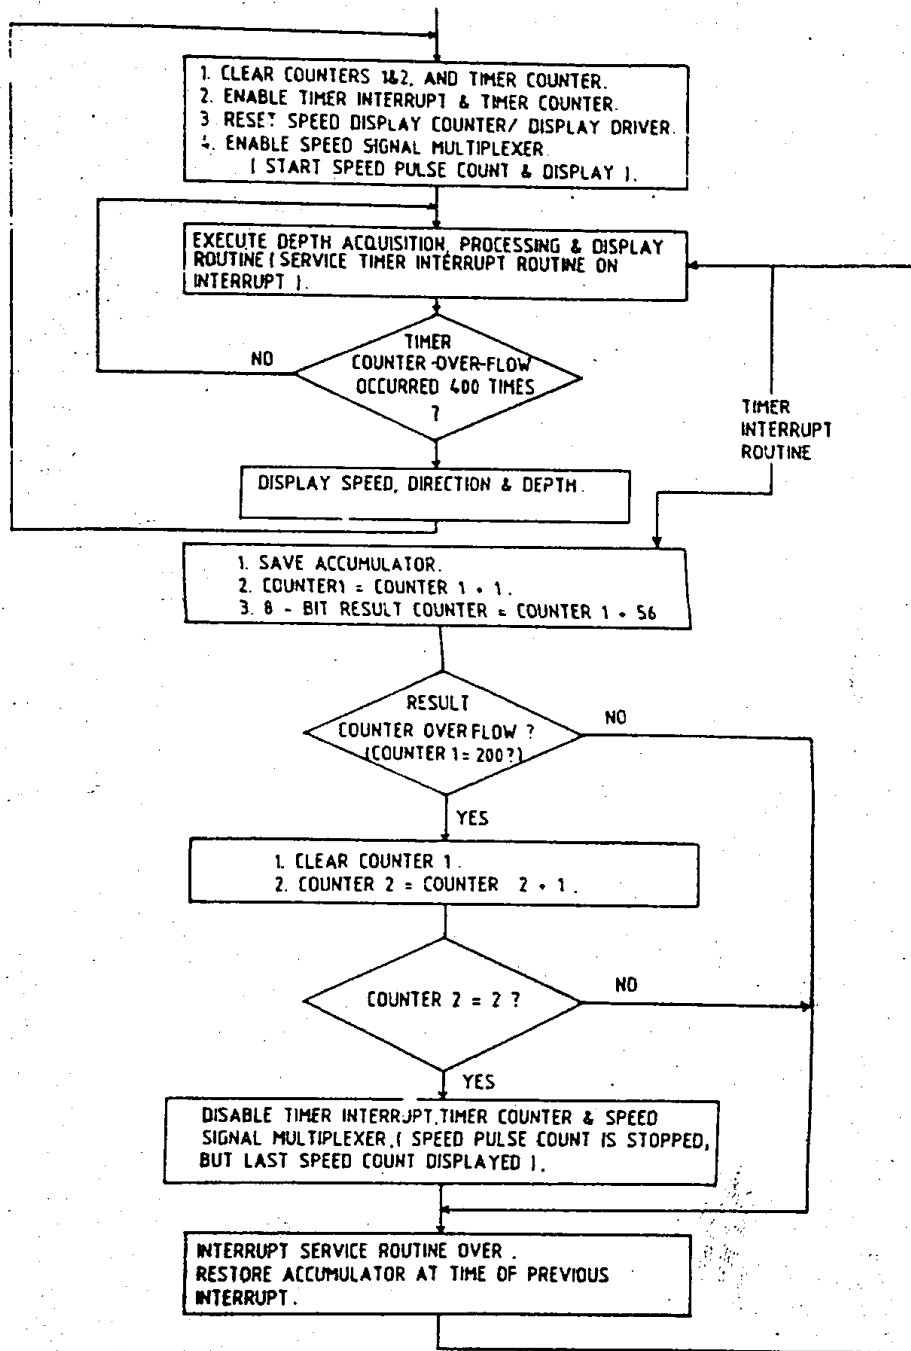 1. CLEAR COUNTERS 1&2, AND TIMER COUNTER.
2. ENABLE TIMER INTERRUPT & TIMER COUNTER.
3 RESET SPEED DISPLAY COUNTER/ DISPLAY DRIVER.
4. ENABLE SPEED SIGNAL MULTIPLEXER.
( START SPEED PULSE COUNT & DISPLAY ).
EXECUTE DEPTH ACQUISITION, PROCESSING & DISPLAY
ROUTINE ( SERVICE TIMER INTERRUPT ROUTINE ON
INTERRUPT ).
TIMER
COUNTER OVER-FLOW
OCCURRED 400 TIMES
?
NO
TIMER
INTERRUPT
ROUTINE
DISPLAY SPEED, DIRECTION & DEPTH.
1. SAVE ACCUMULATOR.
2. COUNTER1 = COUNTER 1 + 1.
3. 8 - BIT RESULT COUNTER = COUNTER 1 + 56
RESULT
COUNTER OVERFLOW ?
(COUNTER 1= 200?)
NO
YES
1. CLEAR COUNTER 1.
2. COUNTER 2 = COUNTER 2 + 1.
COUNTER 2 = 2 ?
NO
YES
DISABLE TIMER INTERRUPT,TIMER COUNTER & SPEED
SIGNAL MULTIPLEXER.( SPEED PULSE COUNT IS STOPPED,
BUT LAST SPEED COUNT DISPLAYED ).
INTERRUPT SERVICE ROUTINE OVER.
RESTORE ACCUMULATOR AT TIME OF PREVIOUS
INTERRUPT.